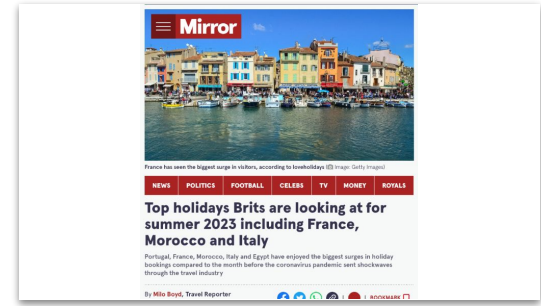 Mirror
France has seen the biggest surge in visitors, according to loveholidays (Image: Getty Images)
NEWS POLITICS FOOTBALL CELEBS TV MONEY ROYALS
Top holidays Brits are looking at for
summer 2023 including France,
Morocco and Italy
Portugal, France, Morocco, Italy and Egypt have enjoyed the biggest surges in holiday
bookings compared to the month before the coronavirus pandemic sent shockwaves
through the travel industry
By Milo Boyd, Travel Reporter
BOOKMARK